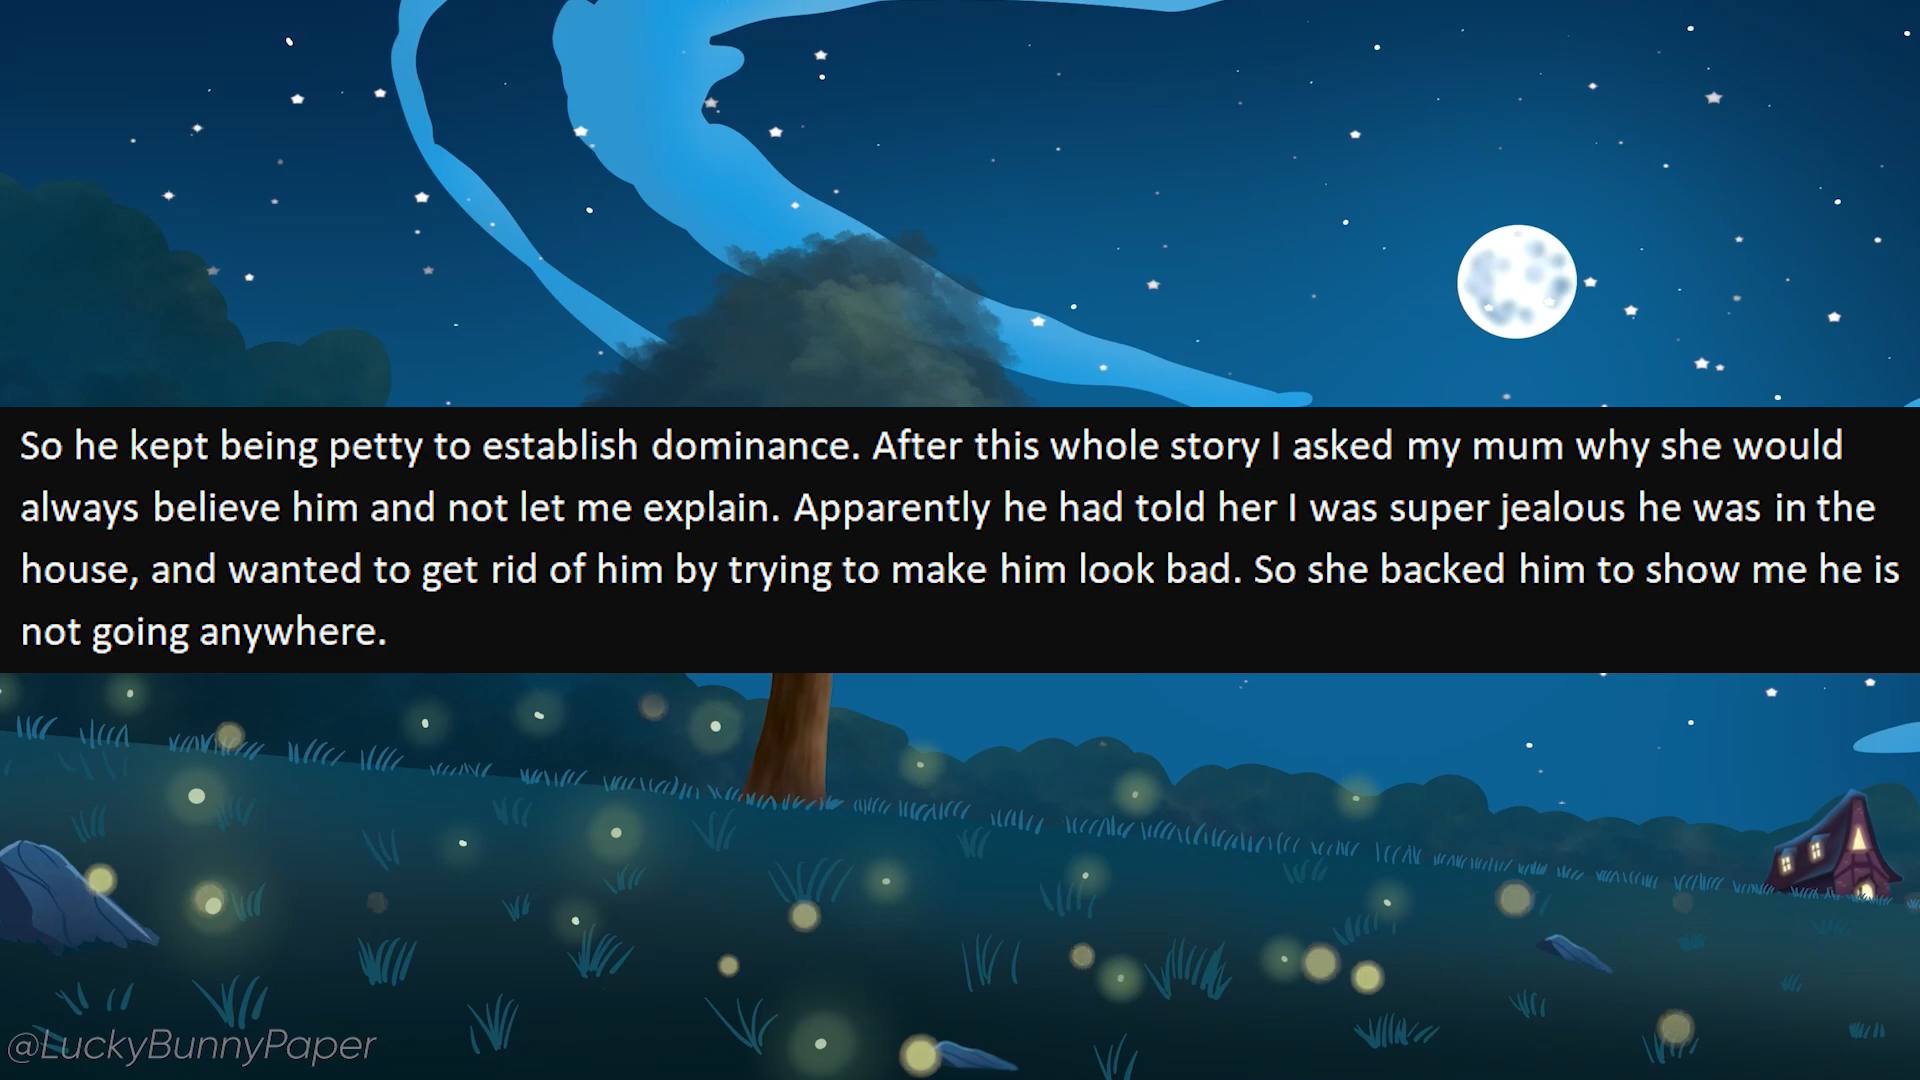 So he kept being petty to establish dominance. After this whole story I asked my mum why she would
always believe him and not let me explain. Apparently he had told her I was super jealous he was in the
house, and wanted to get rid of him by trying to make him look bad. So she backed him to show me he is
not going anywhere.
@LuckyBunnyPaper